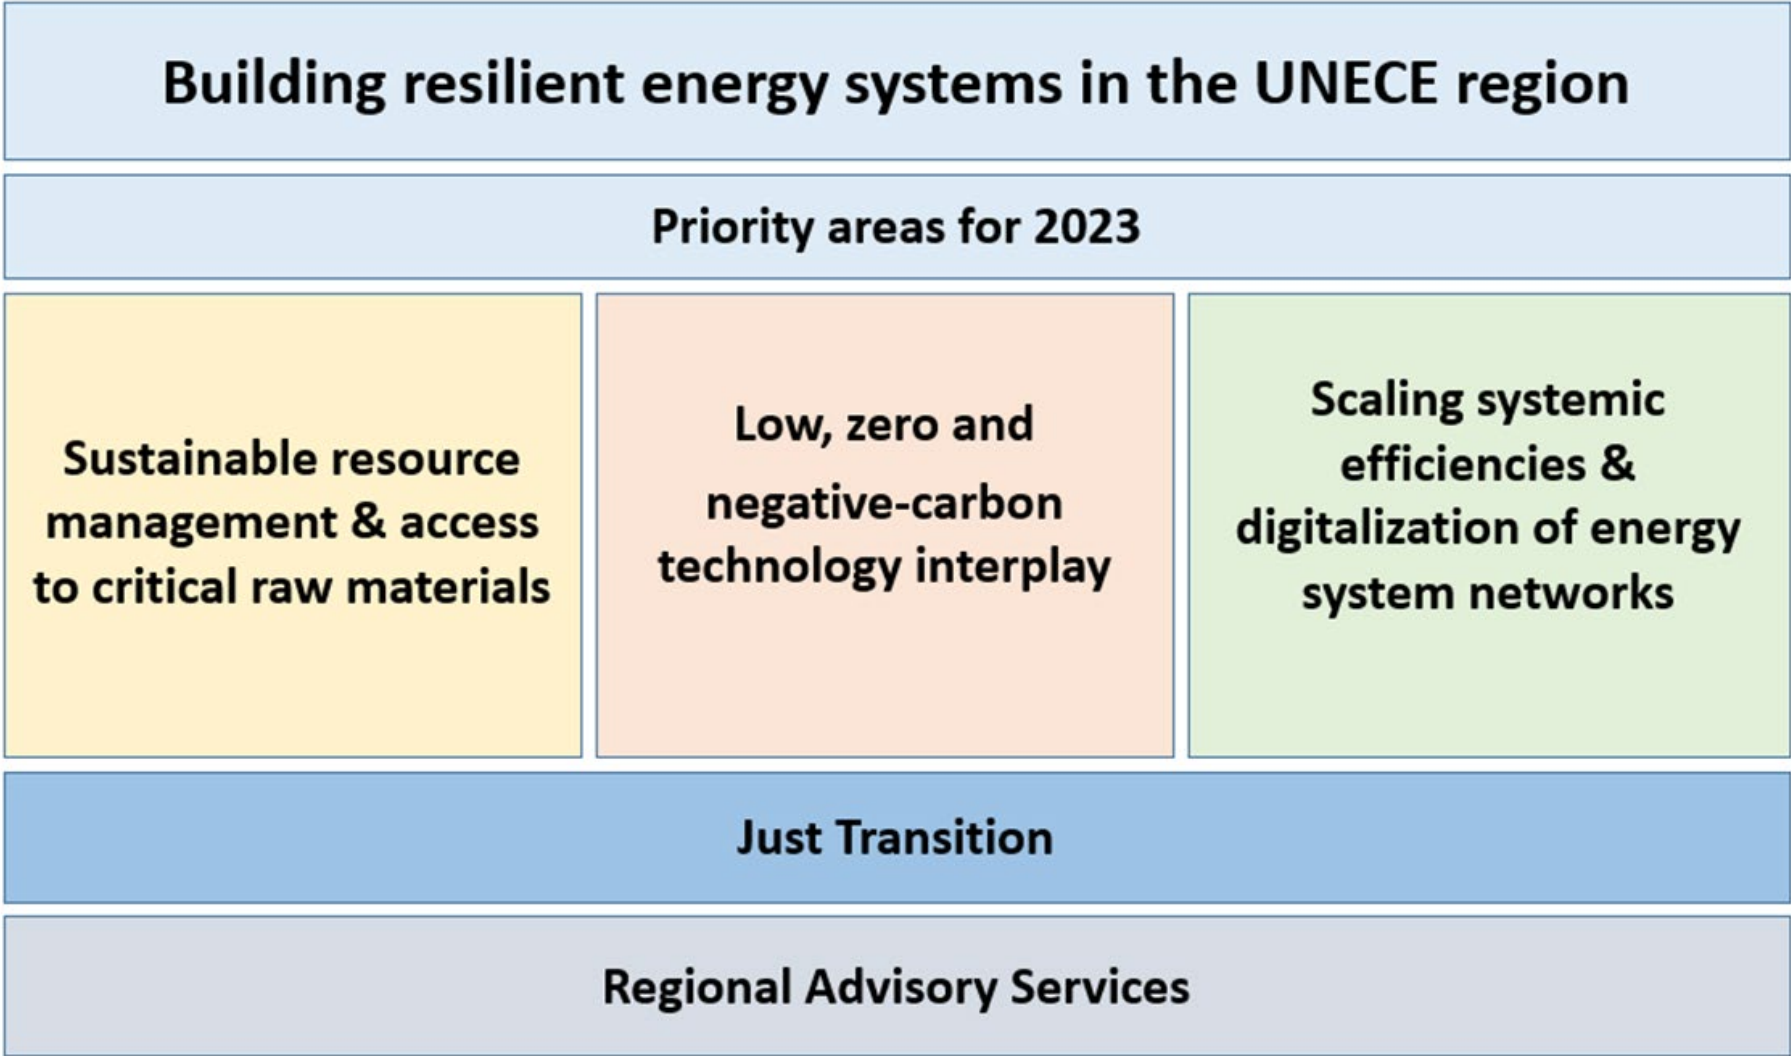 Building resilient energy systems in the UNECE region
Priority areas for 2023
Sustainable resource
management & access
to critical raw materials
Low, zero and
negative-carbon
technology interplay
Scaling systemic
efficiencies &
digitalization of energy
system networks
Just Transition
Regional Advisory Services